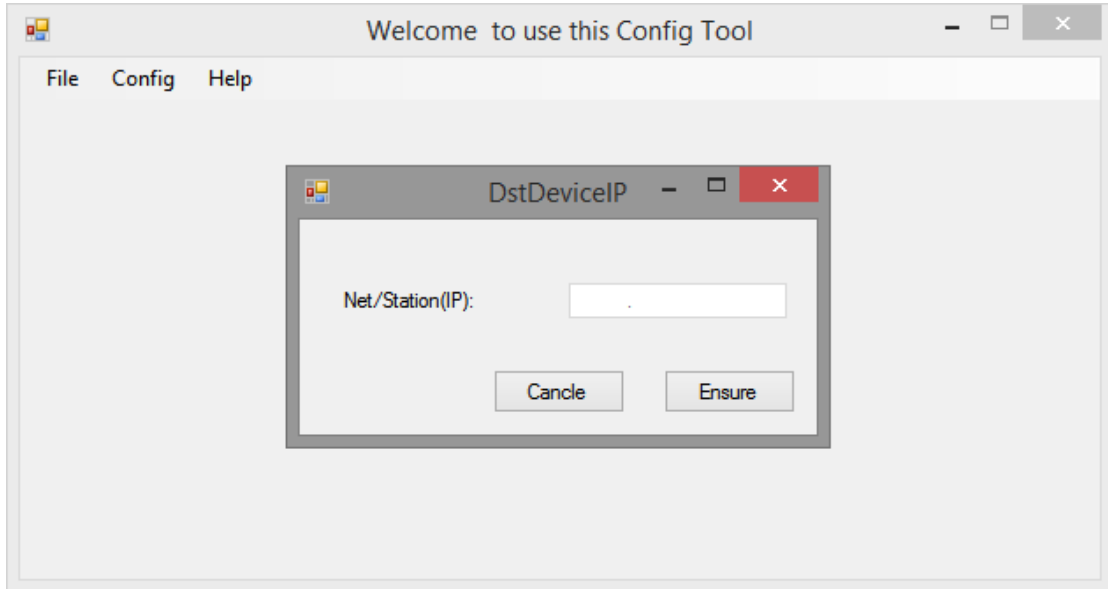 Welcome  to use this Config Tool
File Config Help
DstDeviceIP
Net/Station(IP): .
Cancle Ensure